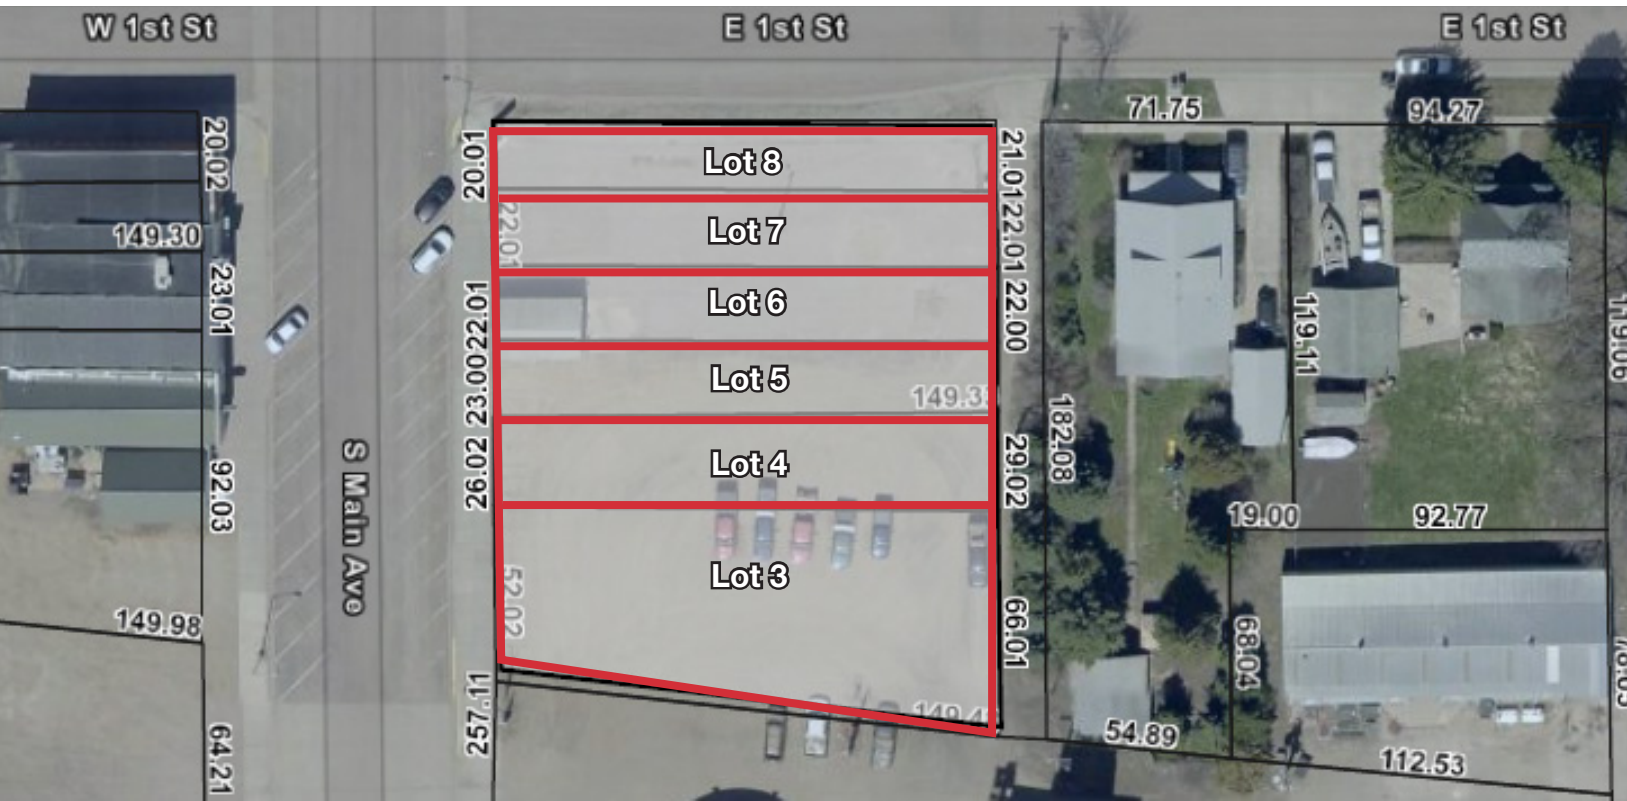 W 1st St
E 1st St
E 1st St
71.75
94.27
20.02
20.01
Lot 8
21.01
149.30
22.01
Lot 7
22.01
23.01
22.01
Lot 6
22.00
119.11
119.06
23.00
Lot 5
149.3
182.08
S Main Ave
92.03
26.02
Lot 4
29.02
19.00
92.77
52.02
Lot 3
66.01
149.98
68.04
257.11
64.21
54.89
112.53